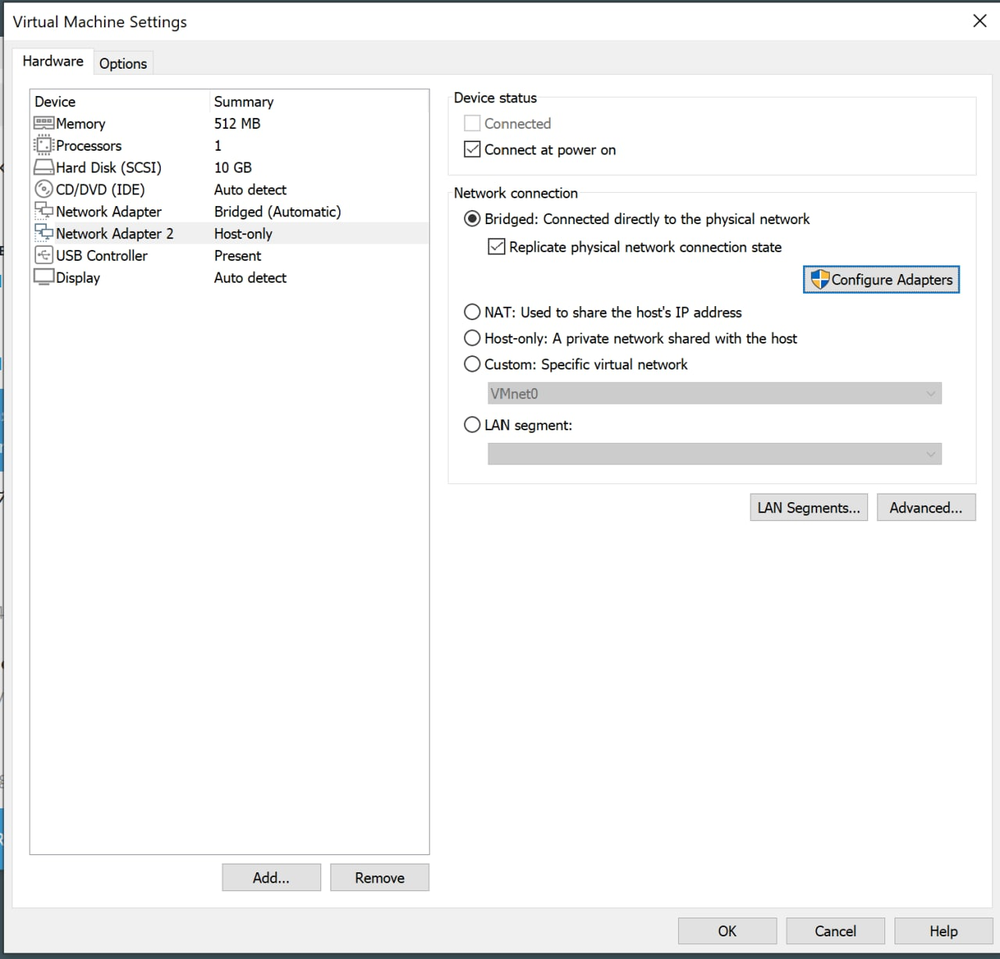 Virtual Machine Settings
Hardware
Options
Device Summary
Memory 512 MB
Processors 1
Hard Disk (SCSI) 10 GB
CD/DVD (IDE) Auto detect
Network Adapter Bridged (Automatic)
Network Adapter 2 Host-only
USB Controller Present
Display Auto detect
Add...
Remove
Device status
Connected
Connect at power on
Network connection
Bridged: Connected directly to the physical network
Replicate physical network connection state
Configure Adapters
NAT: Used to share the host's IP address
Host-only: A private network shared with the host
Custom: Specific virtual network
VMnet0
LAN segment:
LAN Segments...
Advanced...
OK
Cancel
Help